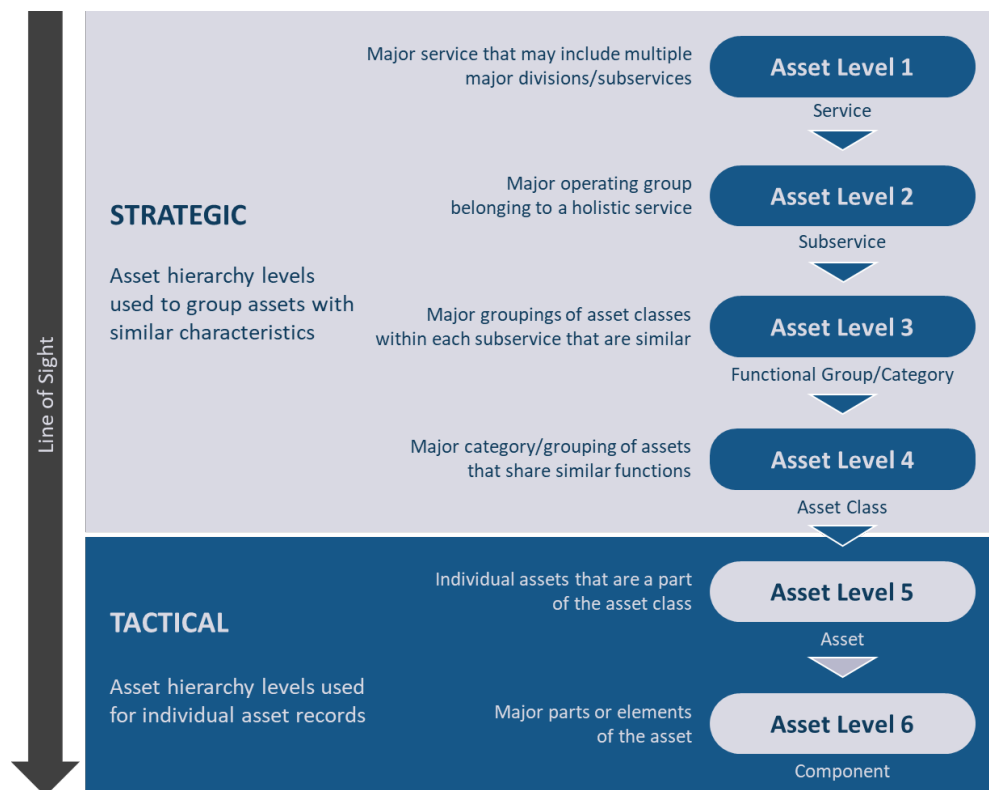 Line of Sight
STRATEGIC
Asset hierarchy levels
used to group assets with
similar characteristics
Major service that may include multiple
major divisions/subservices
Asset Level 1
Service
Major operating group
belonging to a holistic service
Asset Level 2
Subservice
Major groupings of asset classes
within each subservice that are similar
Asset Level 3
Functional Group/Category
Major category/grouping of assets
that share similar functions
Asset Level 4
Asset Class
TACTICAL
Asset hierarchy levels used
for individual asset records
Individual assets that are a part
of the asset class
Asset Level 5
Asset
Major parts or elements
of the asset
Asset Level 6
Component